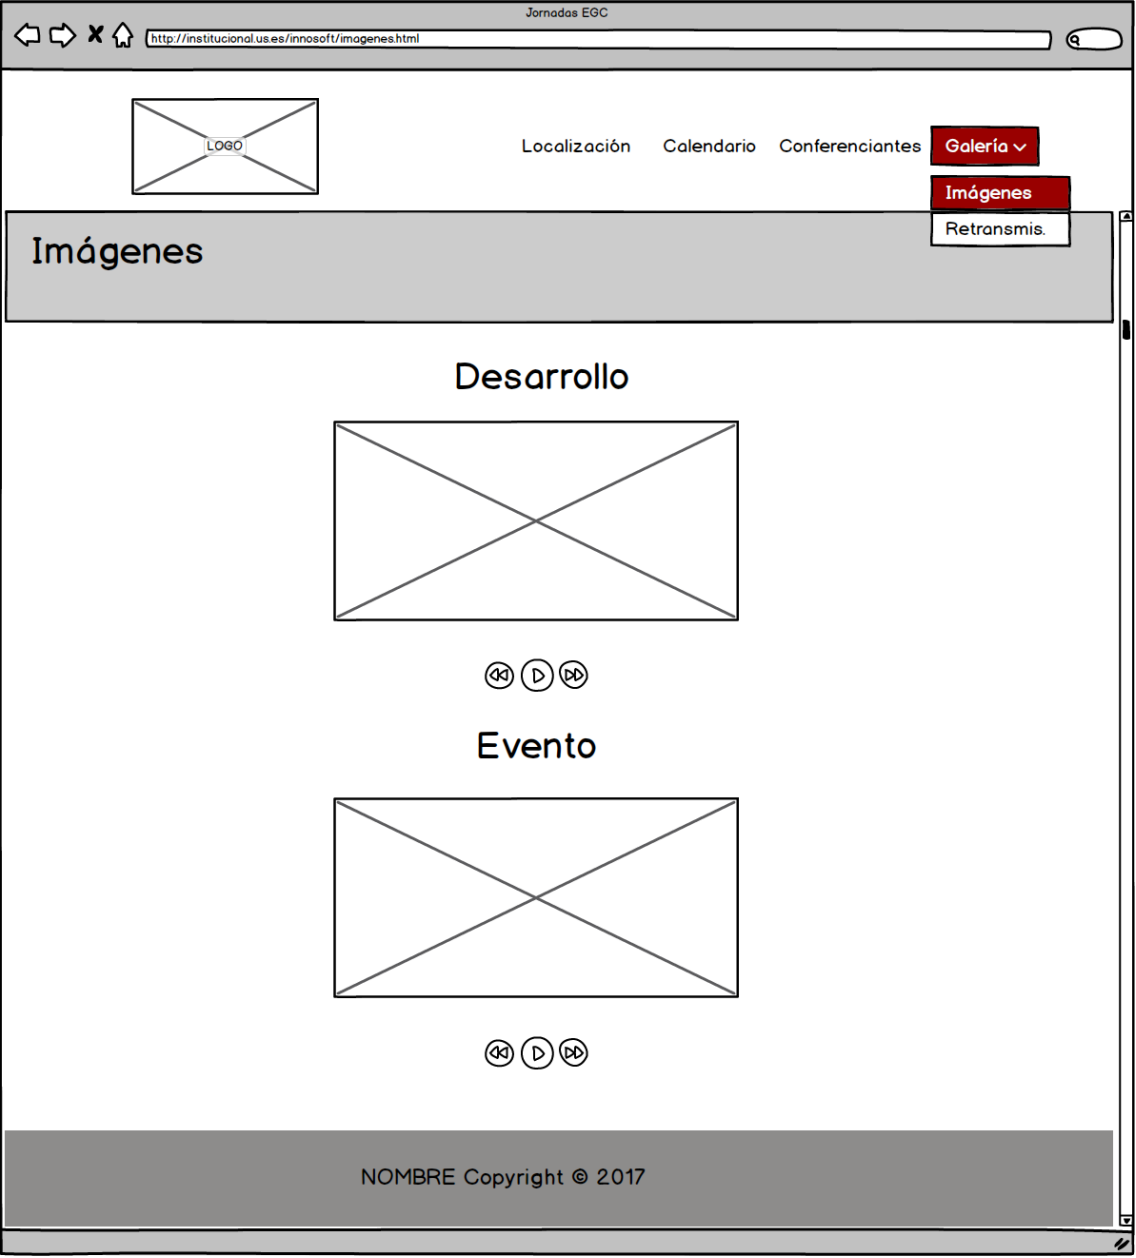 Jornadas EGC
http://institucional.us.es/innosoft/imagenes.html
LOGO
Localización Calendario Conferenciantes Galería
Imágenes
Retransmis.
Imágenes
Desarrollo
Evento
NOMBRE Copyright © 2017